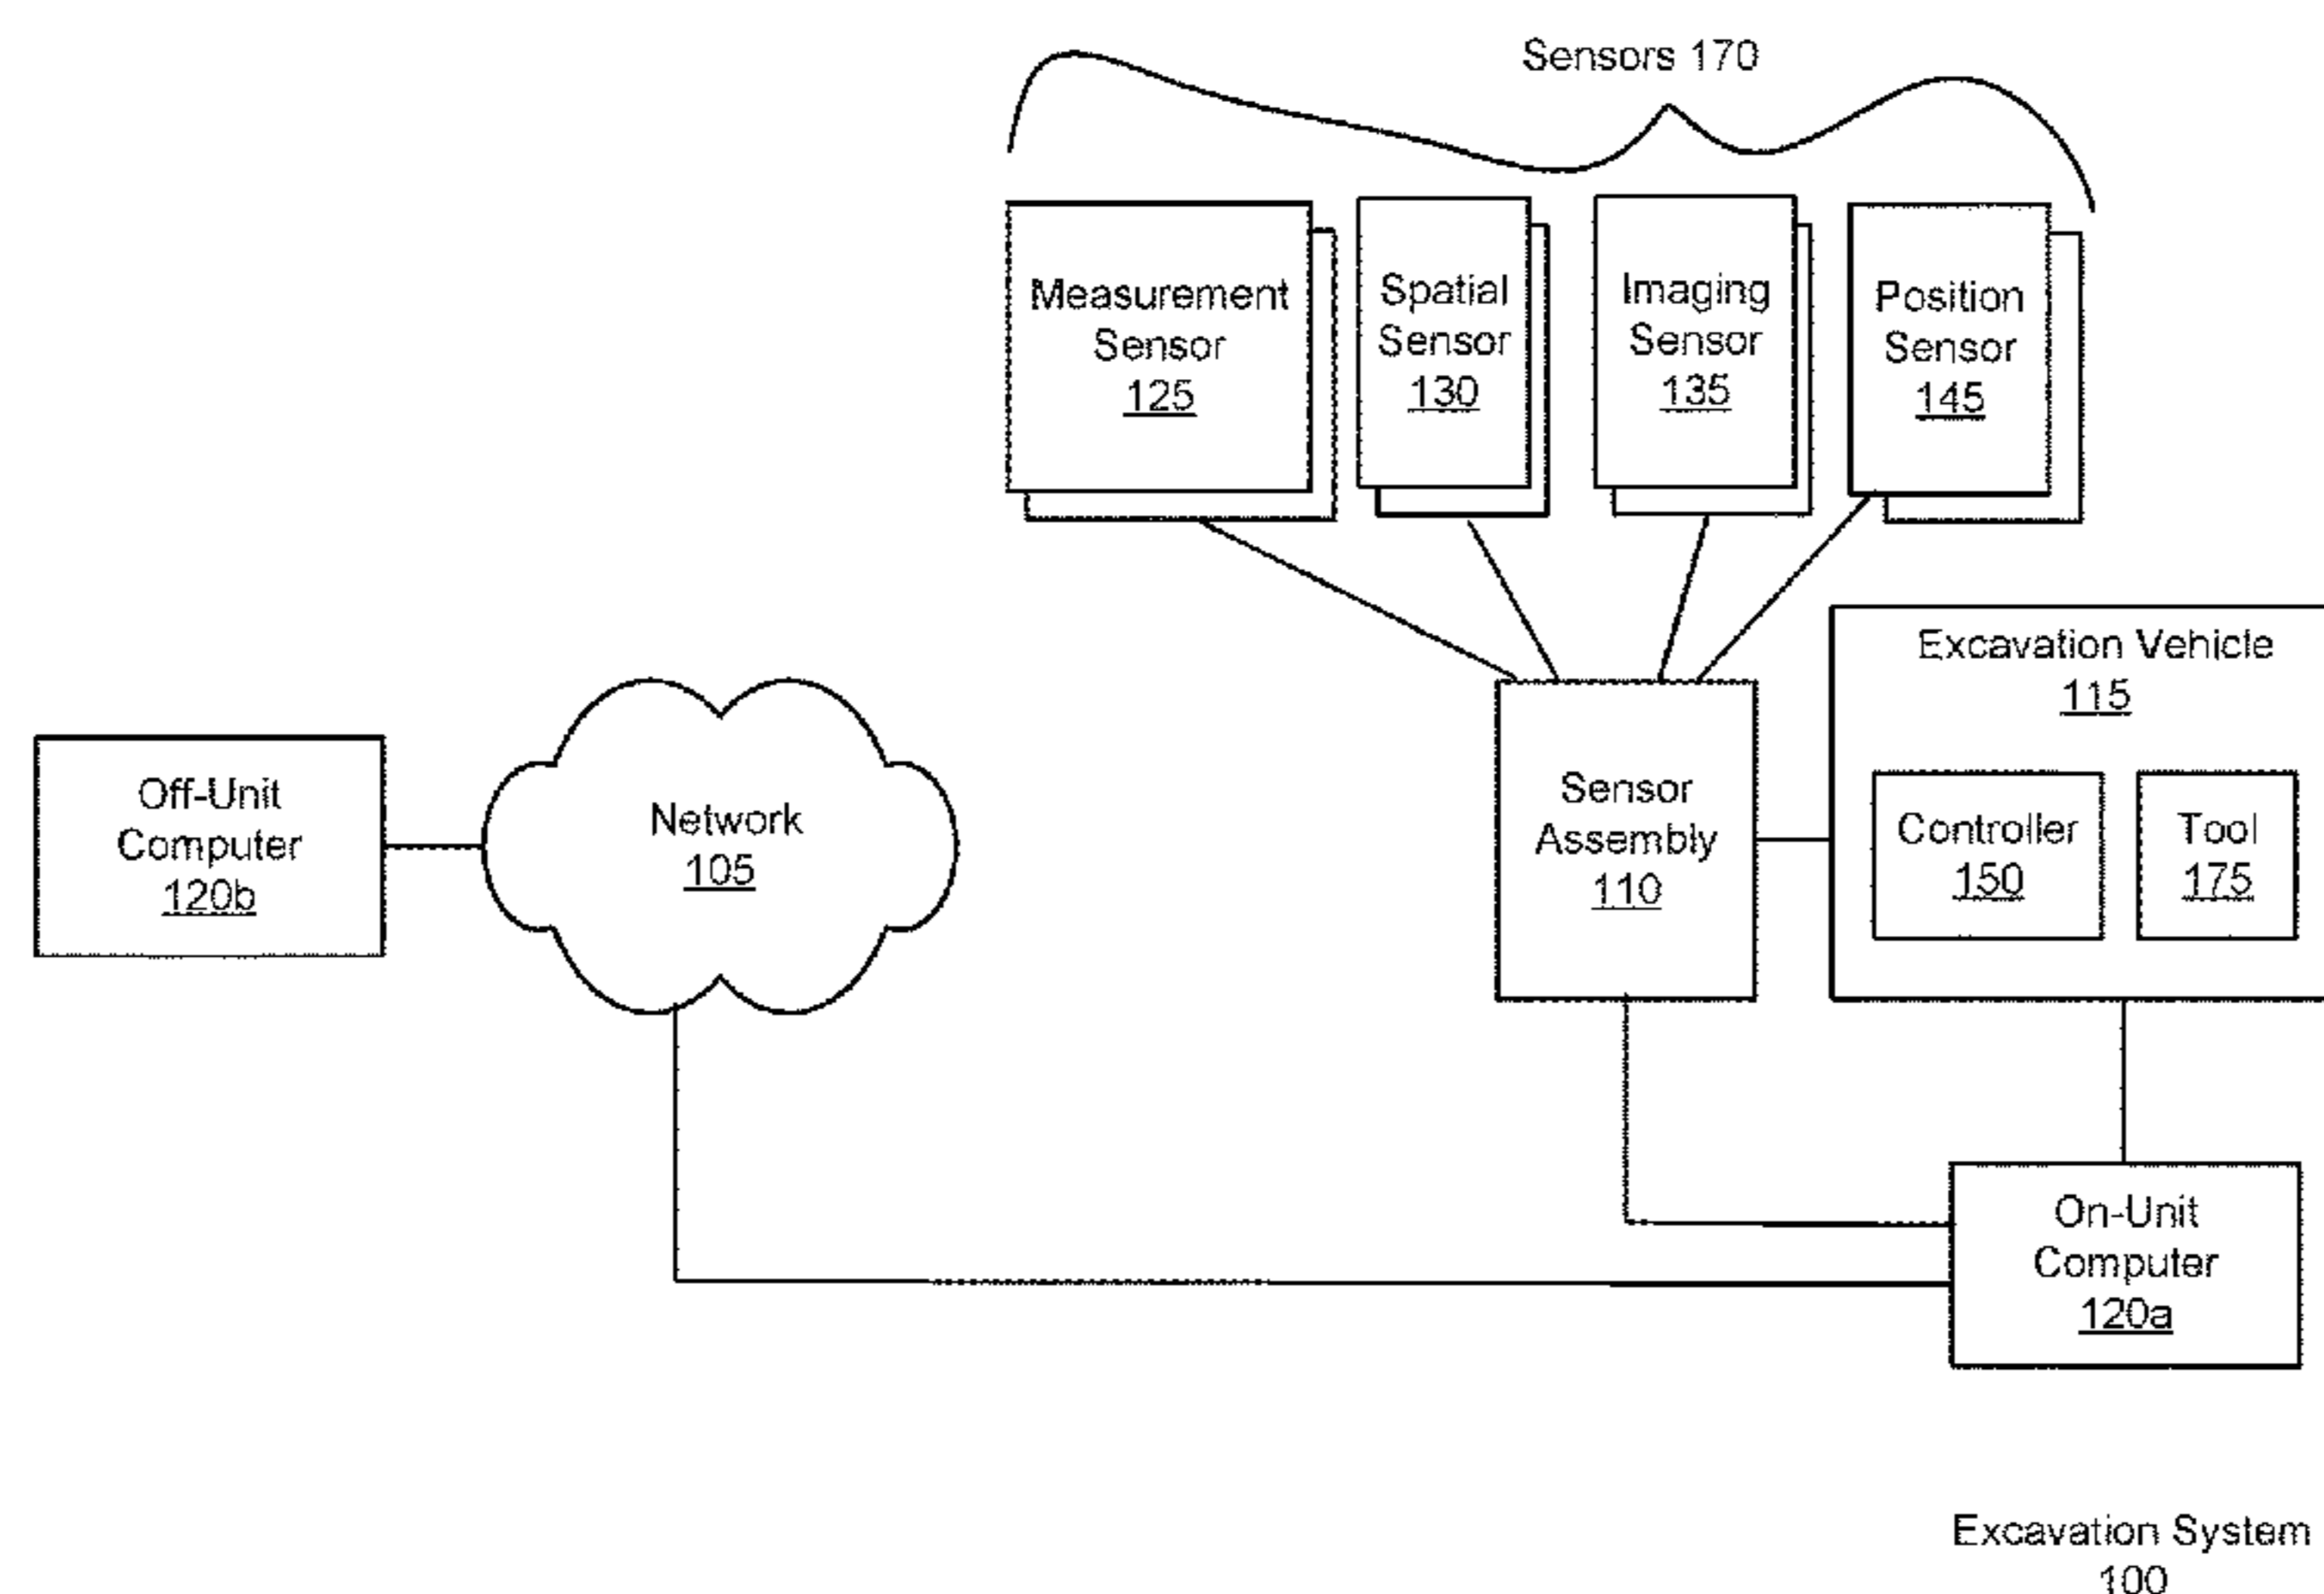 Sensors 170
Measurement
Sensor
125
Spatial
Sensor
130
Imaging
Sensor
135
Position
Sensor
145
Excavation Vehicle
115
Controller
150
Tool
175
Sensor
Assembly
110
Off-Unit
Computer
120b
Network
105
On-Unit
Computer
120a
Excavation System
100